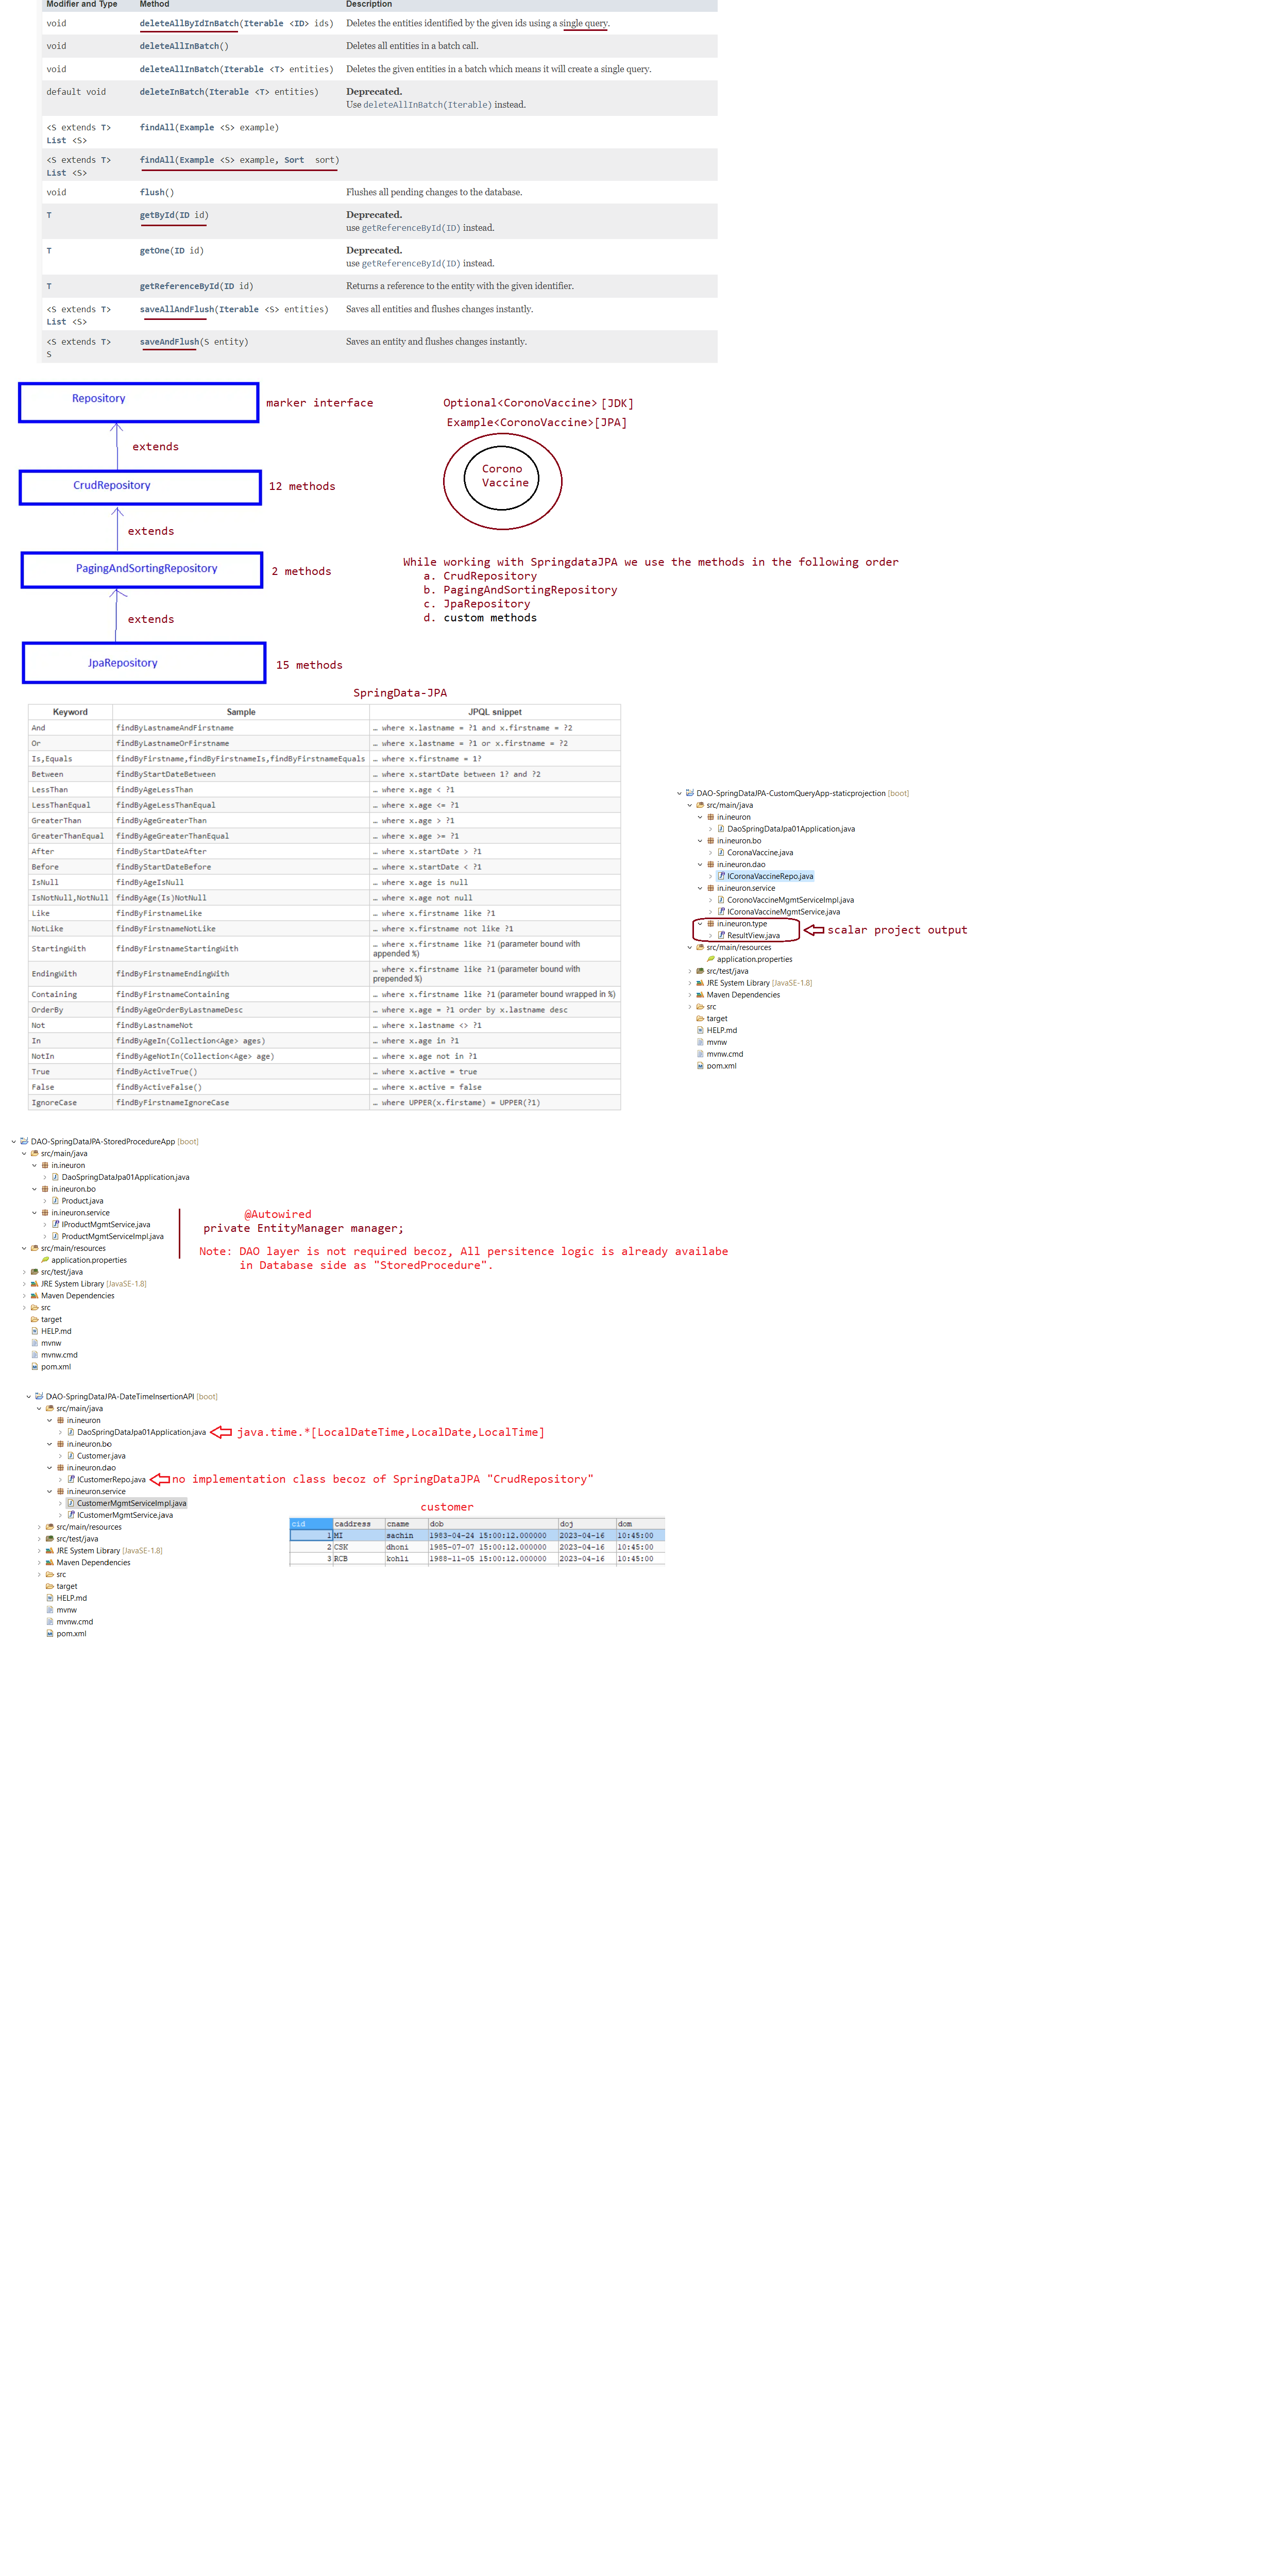 Modifier and Type Method Description
void deleteAllByIdInBatch(Iterable <ID> ids) Deletes the entities identified by the given ids using a single query.
void deleteAllInBatch() Deletes all entities in a batch call.
void deleteAllInBatch(Iterable <T> entities) Deletes the given entities in a batch which means it will create a single query.
default void deleteInBatch(Iterable <T> entities) Deprecated.
Use deleteAllInBatch(Iterable) instead.
<S extends T> findAll(Example <S> example)
List <S>
<S extends T> findAll(Example <S> example, Sort sort)
List <S>
void flush() Flushes all pending changes to the database.
T getById(ID id) Deprecated.
use getReferenceById(ID) instead.
T getOne(ID id) Deprecated.
use getReferenceById(ID) instead.
T getReferenceById(ID id) Returns a reference to the entity with the given identifier.
<S extends T> saveAllAndFlush(Iterable <S> entities) Saves all entities and flushes changes instantly.
List <S>
<S extends T> saveAndFlush(S entity) Saves an entity and flushes changes instantly.
S
Repository
marker interface
extends
CrudRepository
12 methods
extends
PagingAndSortingRepository
2 methods
extends
JpaRepository
15 methods
Optional<CoronoVaccine> [JDK]
Example<CoronoVaccine>[JPA]
Corono
Vaccine
While working with SpringdataJPA we use the methods in the following order
a. CrudRepository
b. PagingAndSortingRepository
c. JpaRepository
d. custom methods
SpringData-JPA
Keyword Sample JPQL snippet
And findByLastnameAndFirstname … where x.lastname = ?1 and x.firstname = ?2
Or findByLastnameOrFirstname … where x.lastname = ?1 or x.firstname = ?2
Is,Equals findByFirstname,findByFirstnameIs,findByFirstnameEquals … where x.firstname = 1?
Between findByStartDateBetween … where x.startDate between 1? and ?2
LessThan findByAgeLessThan … where x.age < ?1
LessThanEqual findByAgeLessThanEqual … where x.age <= ?1
GreaterThan findByAgeGreaterThan … where x.age > ?1
GreaterThanEqual findByAgeGreaterThanEqual … where x.age >= ?1
After findByStartDateAfter … where x.startDate > ?1
Before findByStartDateBefore … where x.startDate < ?1
IsNull findByAgeIsNull … where x.age is null
IsNotNull,NotNull findByAge(Is)NotNull … where x.age not null
Like findByFirstnameLike … where x.firstname like ?1
NotLike findByFirstnameNotLike … where x.firstname not like ?1
StartingWith findByFirstnameStartingWith … where x.firstname like ?1 (parameter bound with
appended %)
EndingWith findByFirstnameEndingWith … where x.firstname like ?1 (parameter bound with
prepended %)
Containing findByFirstnameContaining … where x.firstname like ?1 (parameter bound wrapped in %)
OrderBy findByAgeOrderByLastnameDesc … where x.age = ?1 order by x.lastname desc
Not findByLastnameNot … where x.lastname <> ?1
In findByAgeIn(Collection<Age> ages) … where x.age in ?1
NotIn findByAgeNotIn(Collection<Age> age) … where x.age not in ?1
True findByActiveTrue() … where x.active = true
False findByActiveFalse() … where x.active = false
IgnoreCase findByFirstnameIgnoreCase … where UPPER(x.firstame) = UPPER(?1)
DAO-SpringDataJPA-CustomQueryApp-staticprojection [boot]
src/main/java
in.ineuron
DaoSpringDataJpa01Application.java
in.ineuron.bo
CoronaVaccine.java
in.ineuron.dao
ICoronaVaccineRepo.java
in.ineuron.service
CoronoVaccineMgmtServiceImpl.java
ICoronaVaccineMgmtService.java
in.ineuron.type
ResultView.java
scalar project output
src/main/resources
application.properties
src/test/java
JRE System Library [JavaSE-1.8]
Maven Dependencies
src
target
HELP.md
mvnw
mvnw.cmd
pom.xml
DAO-SpringDataJPA-StoredProcedureApp [boot]
src/main/java
in.ineuron
DaoSpringDataJpa01Application.java
in.ineuron.bo
Product.java
in.ineuron.service
IProductMgmtService.java
ProductMgmtServiceImpl.java
src/main/resources
application.properties
src/test/java
JRE System Library [JavaSE-1.8]
Maven Dependencies
src
target
HELP.md
mvnw
mvnw.cmd
pom.xml
@Autowired
private EntityManager manager;
Note: DAO layer is not required becoz, All persitence logic is already availabe
in Database side as "StoredProcedure".
DAO-SpringDataJPA-DateTimeInsertionAPI [boot]
src/main/java
in.ineuron
DaoSpringDataJpa01Application.java
java.time.*[LocalDateTime,LocalDate,LocalTime]
in.ineuron.bo
Customer.java
in.ineuron.dao
ICustomerRepo.java
no implementation class becoz of SpringDataJPA "CrudRepository"
in.ineuron.service
CustomerMgmtServiceImpl.java
ICustomerMgmtService.java
src/main/resources
src/test/java
JRE System Library [JavaSE-1.8]
Maven Dependencies
src
target
HELP.md
mvnw
mvnw.cmd
pom.xml
customer
cid caddress cname dob doj dom
1 MI sachin 1983-04-24 15:00:12.000000 2023-04-16 10:45:00
2 CSK dhoni 1985-07-07 15:00:12.000000 2023-04-16 10:45:00
3 RCB kohli 1988-11-05 15:00:12.000000 2023-04-16 10:45:00